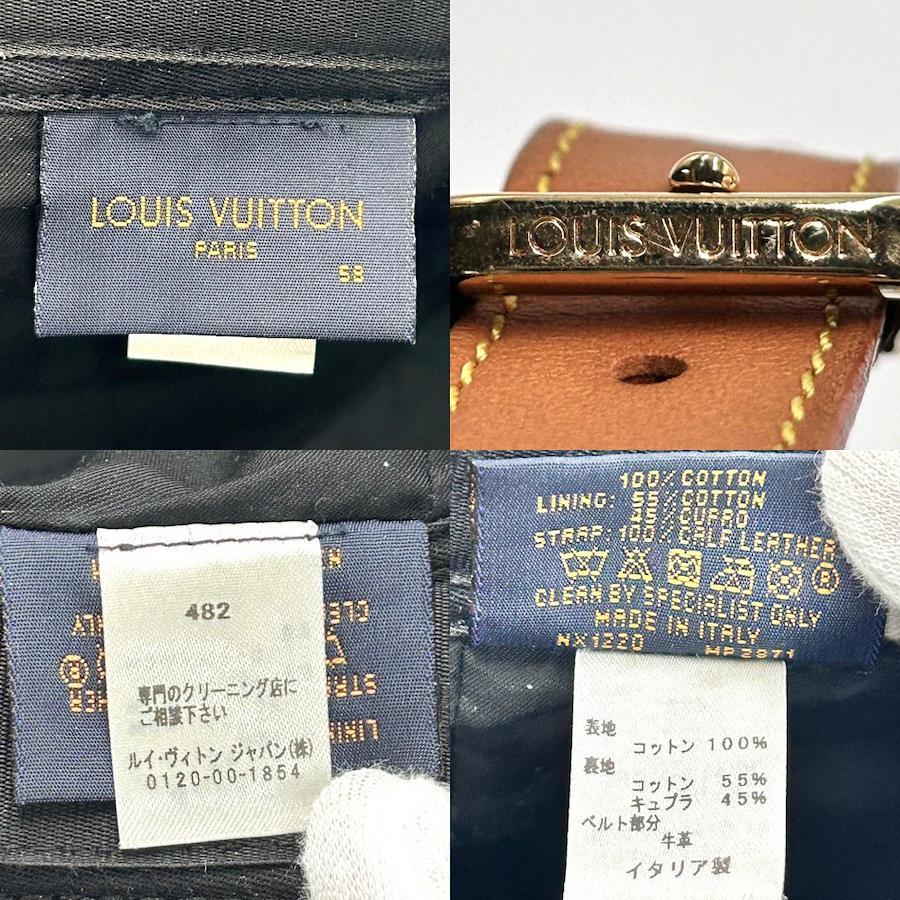 LOUIS VUITTON
PARIS
58
LOUIS VUITTON
482
専門のクリーニング店に
ご相談下さい
ルイ・ヴィトン ジャパン(株)
0120-00-1854
100% COTTON
LINING: 55% COTTON
45% CUPRO
STRAP: 100% CALF LEATHER
CLEAN BY SPECIALIST ONLY
MADE IN ITALY
NX1220 MP2871
表地
コットン 100%
裏地
コットン 55%
キュプラ 45%
ベルト部分
牛革
イタリア製